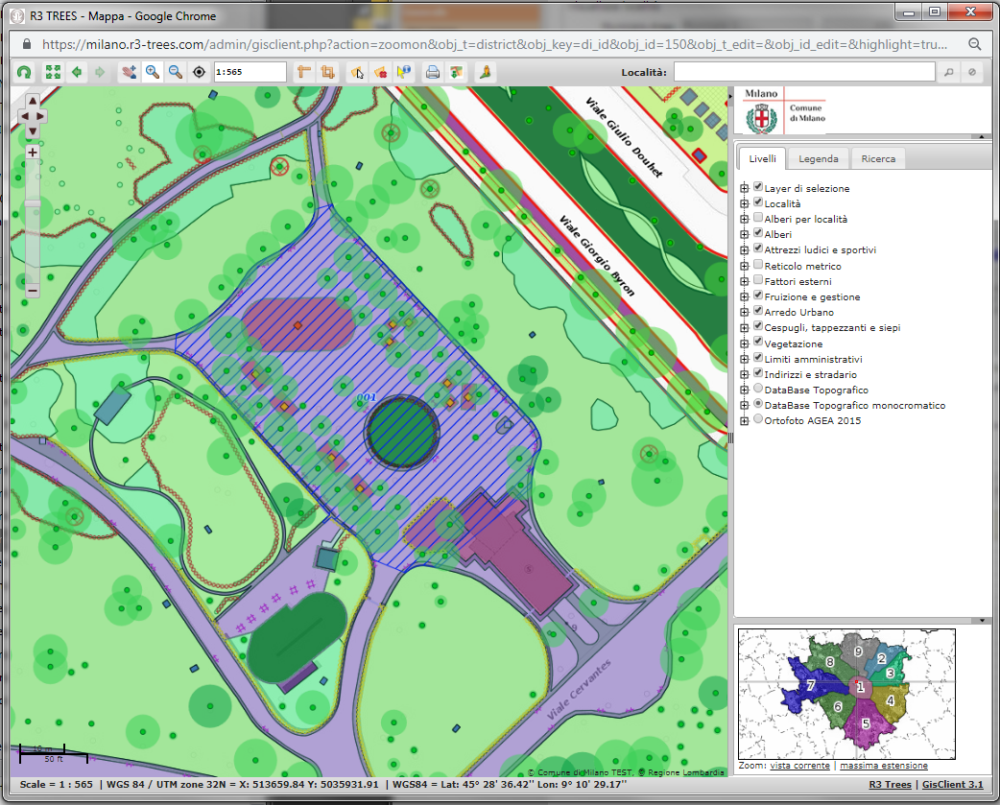 R3 TREES - Mappa - Google Chrome
https://milano.r3-trees.com/admin/gisclient.php?action=zoomon&obj_t=district&obj_key=di_id&obj_id=150&obj_t_edit=&obj_id_edit=&highlight=tru...
1:565
Località:
Milano
Comune
di Milano
Livelli
Legenda
Ricerca
Layer di selezione
Località
Alberi per località
Alberi
Attrezzi ludici e sportivi
Reticolo metrico
Fattori esterni
Fruizione e gestione
Arredo Urbano
Cespugli, tappezzanti e siepi
Vegetazione
Limiti amministrativi
Indirizzi e stradario
DataBase Topografico
DataBase Topografico monocromatico
Ortofoto AGEA 2015
Viale Giulio Douhet
Viale Giorgio Byron
001
9
Viale Cervantes
10 m
50 ft
© Comune di Milano TEST, © Regione Lombardia
9
8
2
3
7
1
4
6
5
Zoom: vista corrente | massima estensione
Scale = 1 : 565 | WGS 84 / UTM zone 32N = X: 513659.84 Y: 5035931.91 | WGS84 = Lat: 45° 28' 36.42'' Lon: 9° 10' 29.17''
R3 Trees | GisClient 3.1